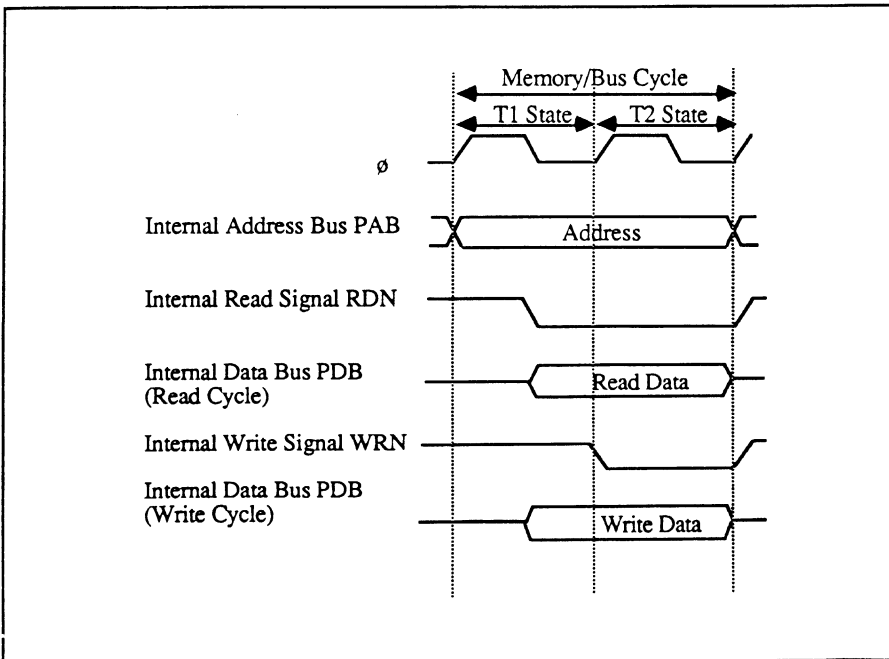 Memory/Bus Cycle
T1 State T2 State
ø
Internal Address Bus PAB
Address
Internal Read Signal RDN
Internal Data Bus PDB
(Read Cycle)
Read Data
Internal Write Signal WRN
Internal Data Bus PDB
(Write Cycle)
Write Data